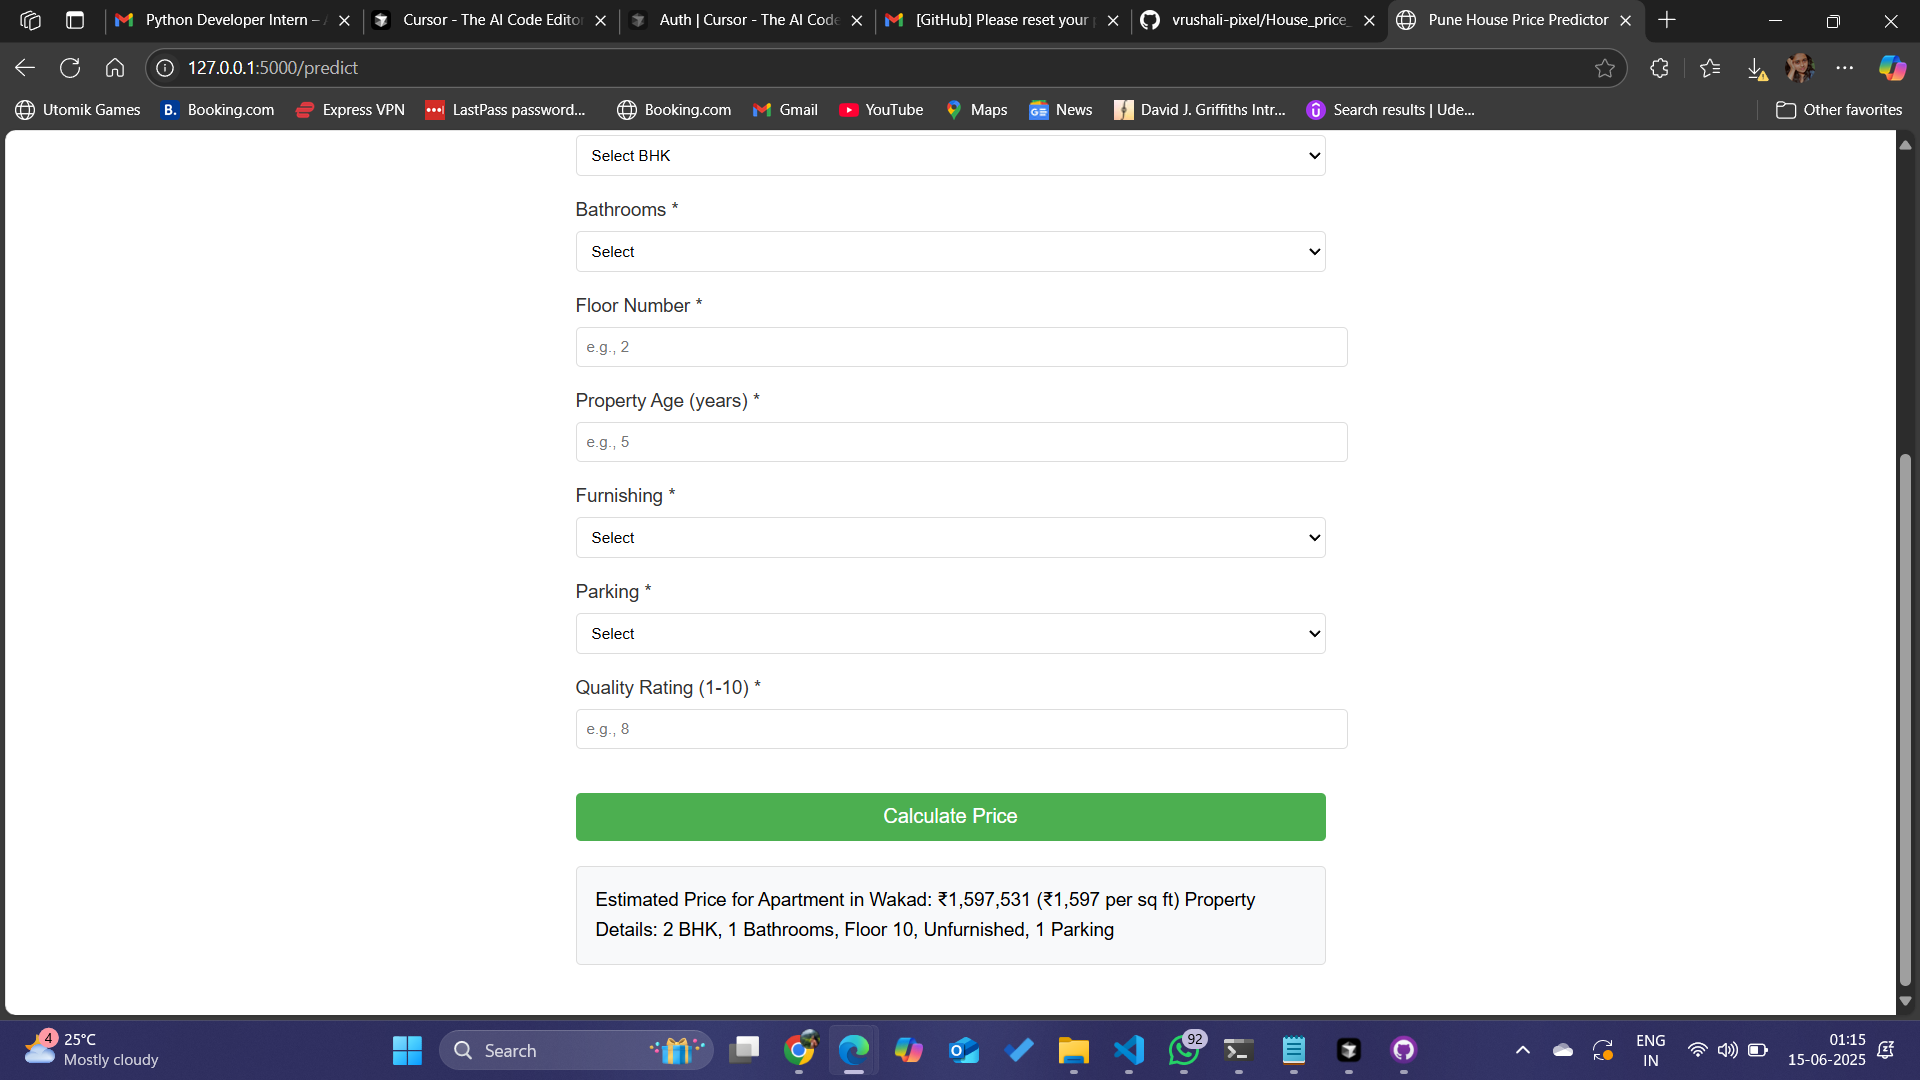 Python Developer Intern –
Cursor - The AI Code Edito
Auth | Cursor - The AI Code
[GitHub] Please reset your
vrushali-pixel/House_price_
Pune House Price Predictor
127.0.0.1:5000/predict
Utomik Games
B. Booking.com
Express VPN
LastPass password...
Booking.com
Gmail
YouTube
Maps
News
David J. Griffiths Intr...
Search results | Ude...
Other favorites
Select BHK
Bathrooms *
Select
Floor Number *
e.g., 2
Property Age (years) *
e.g., 5
Furnishing *
Select
Parking *
Select
Quality Rating (1-10) *
e.g., 8
Calculate Price
Estimated Price for Apartment in Wakad: ₹1,597,531 (₹1,597 per sq ft) Property
Details: 2 BHK, 1 Bathrooms, Floor 10, Unfurnished, 1 Parking
4
25°C
Mostly cloudy
Search
92
ENG
IN
01:15
15-06-2025